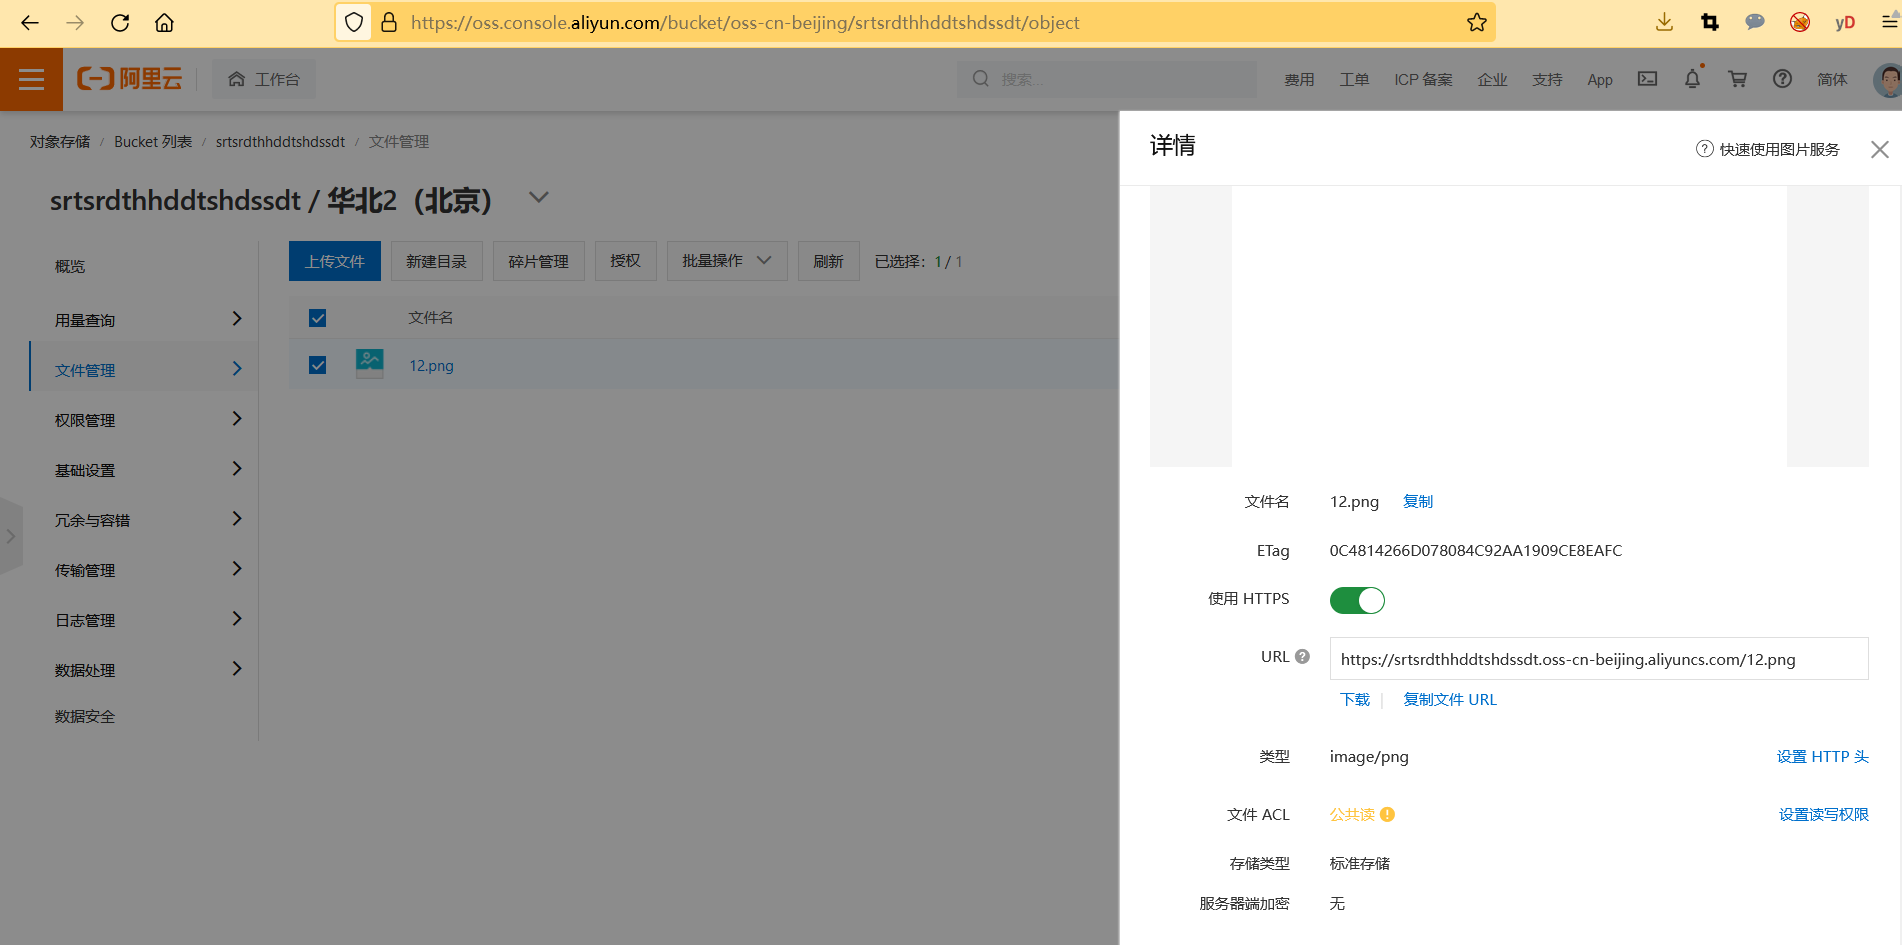 https://oss.console.aliyun.com/bucket/oss-cn-beijing/srtsrdthhddtshdssdt/object
yD
阿里云
工作台
搜索...
费用
工单
ICP 备案
企业
支持
App
简体
对象存储 / Bucket 列表 / srtsrdthhddtshdssdt / 文件管理
srtsrdthhddtshdssdt / 华北2（北京）
概览
用量查询
文件管理
权限管理
基础设置
冗余与容错
传输管理
日志管理
数据处理
数据安全
上传文件
新建目录
碎片管理
授权
批量操作
刷新
已选择：1 / 1
文件名
12.png
详情
快速使用图片服务
文件名 12.png 复制
ETag 0C4814266D078084C92AA1909CE8EAFC
使用 HTTPS
URL https://srtsrdthhddtshdssdt.oss-cn-beijing.aliyuncs.com/12.png
下载 | 复制文件 URL
类型 image/png 设置 HTTP 头
文件 ACL 公共读 设置读写权限
存储类型 标准存储
服务器端加密 无